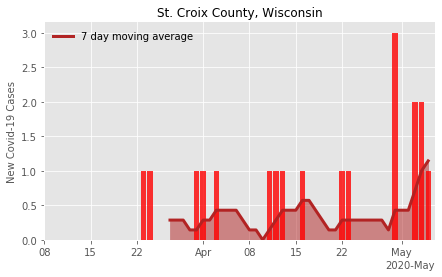 St. Croix County, Wisconsin
7 day moving average
New Covid-19 Cases
3.0
2.5
2.0
1.5
1.0
0.5
0.0
08 15 22 Apr 08 15 22 May
2020-May